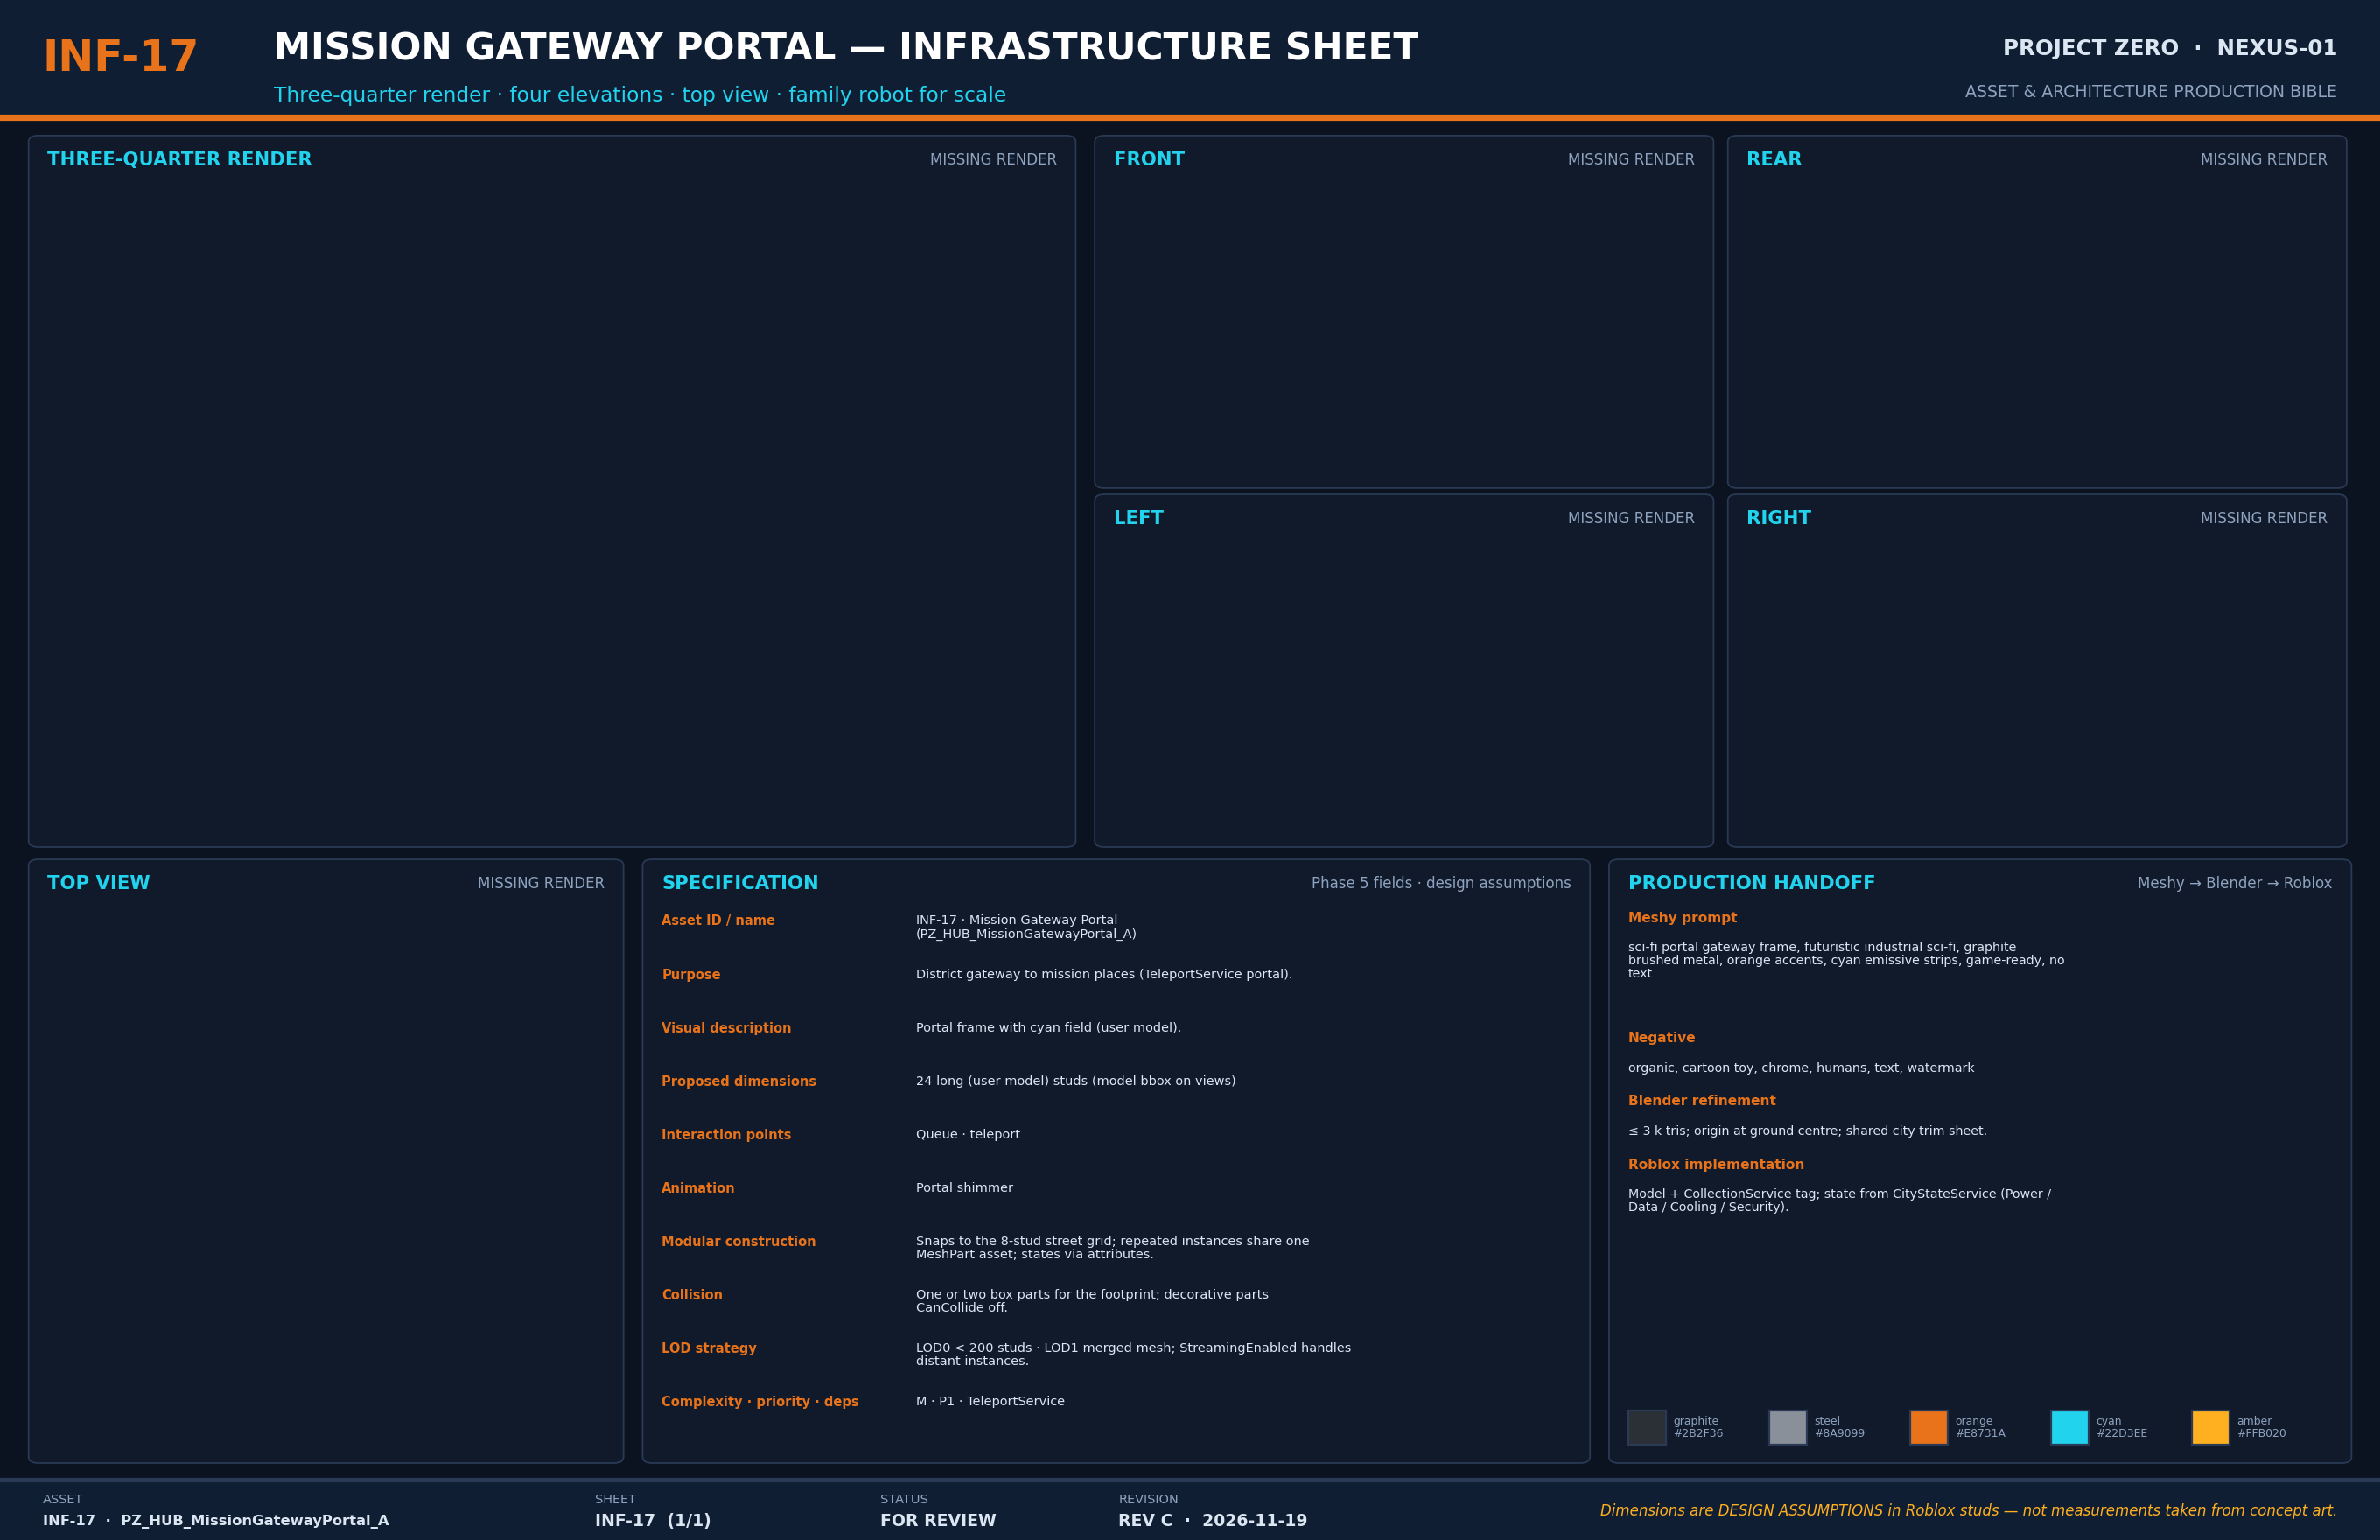 INF-17
MISSION GATEWAY PORTAL — INFRASTRUCTURE SHEET
Three-quarter render · four elevations · top view · family robot for scale
PROJECT ZERO · NEXUS-01
ASSET & ARCHITECTURE PRODUCTION BIBLE
THREE-QUARTER RENDER
MISSING RENDER
FRONT
MISSING RENDER
REAR
MISSING RENDER
LEFT
MISSING RENDER
RIGHT
MISSING RENDER
TOP VIEW
MISSING RENDER
SPECIFICATION
Phase 5 fields · design assumptions
Asset ID / name
INF-17 · Mission Gateway Portal
(PZ_HUB_MissionGatewayPortal_A)
Purpose
District gateway to mission places (TeleportService portal).
Visual description
Portal frame with cyan field (user model).
Proposed dimensions
24 long (user model) studs (model bbox on views)
Interaction points
Queue · teleport
Animation
Portal shimmer
Modular construction
Snaps to the 8-stud street grid; repeated instances share one
MeshPart asset; states via attributes.
Collision
One or two box parts for the footprint; decorative parts
CanCollide off.
LOD strategy
LOD0 < 200 studs · LOD1 merged mesh; StreamingEnabled handles
distant instances.
Complexity · priority · deps
M · P1 · TeleportService
PRODUCTION HANDOFF
Meshy → Blender → Roblox
Meshy prompt
sci-fi portal gateway frame, futuristic industrial sci-fi, graphite
brushed metal, orange accents, cyan emissive strips, game-ready, no
text
Negative
organic, cartoon toy, chrome, humans, text, watermark
Blender refinement
≤ 3 k tris; origin at ground centre; shared city trim sheet.
Roblox implementation
Model + CollectionService tag; state from CityStateService (Power /
Data / Cooling / Security).
graphite
#2B2F36
steel
#8A9099
orange
#E8731A
cyan
#22D3EE
amber
#FFB020
ASSET
INF-17 · PZ_HUB_MissionGatewayPortal_A
SHEET
INF-17 (1/1)
STATUS
FOR REVIEW
REVISION
REV C · 2026-11-19
Dimensions are DESIGN ASSUMPTIONS in Roblox studs — not measurements taken from concept art.